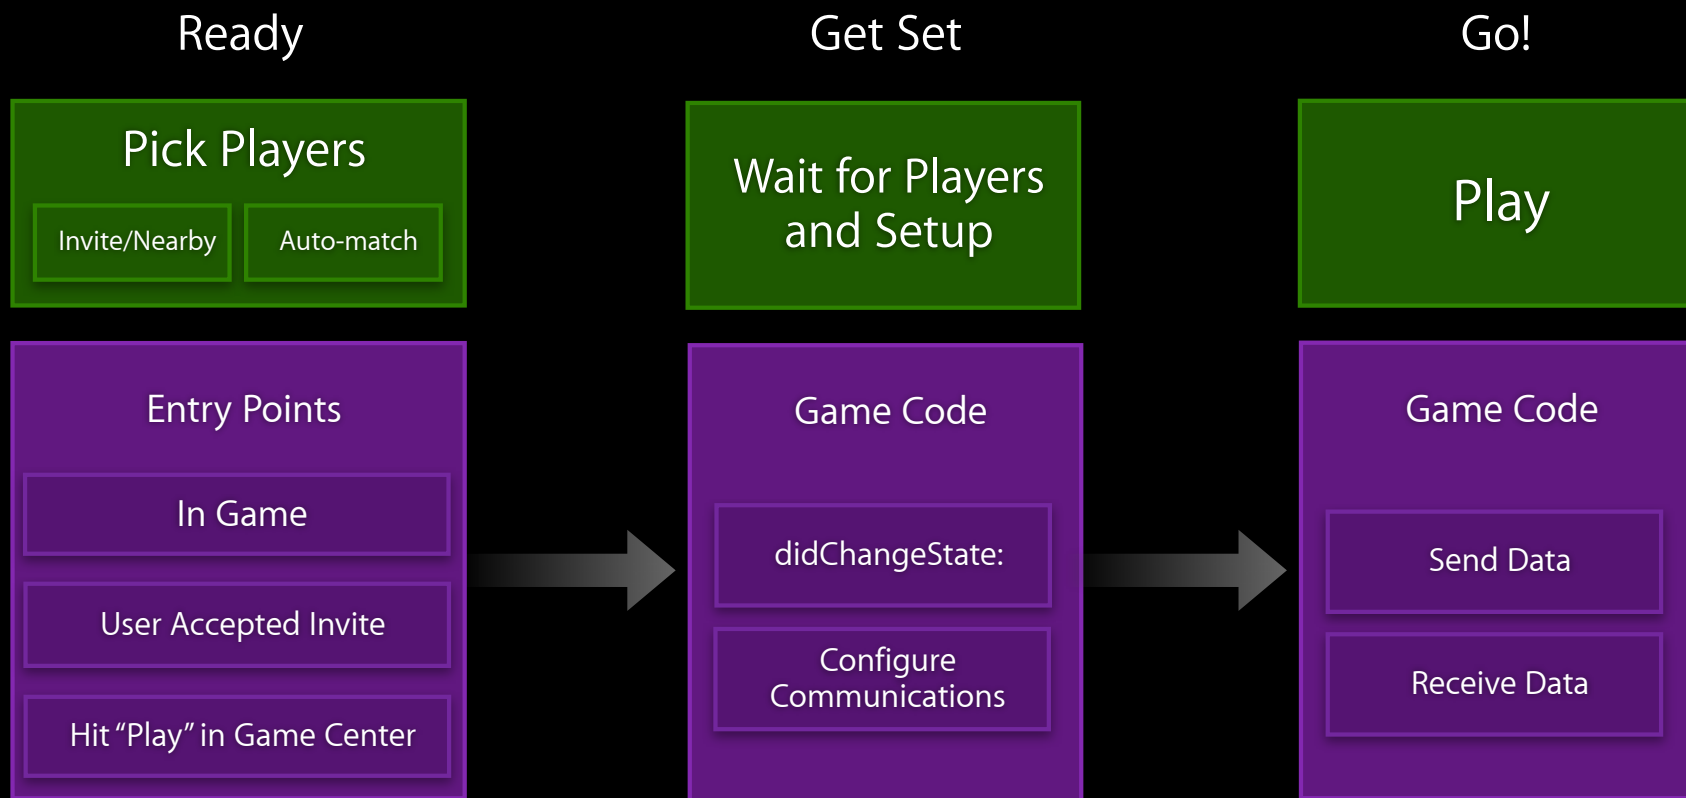 Ready
Get Set
Go!
Pick Players
Invite/Nearby
Auto-match
Wait for Players
and Setup
Play
Entry Points
In Game
User Accepted Invite
Hit “Play” in Game Center
Game Code
didChangeState:
Configure
Communications
Game Code
Send Data
Receive Data